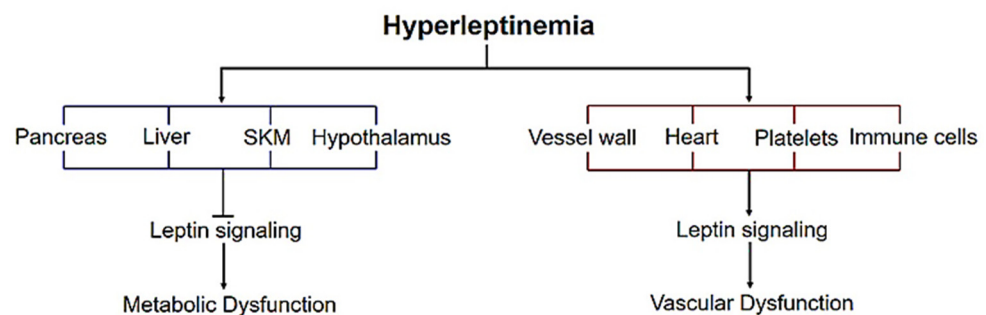 Hyperleptinemia
Pancreas Liver SKM Hypothalamus Vessel wall Heart Platelets Immune cells
Leptin signaling Leptin signaling
Metabolic Dysfunction Vascular Dysfunction